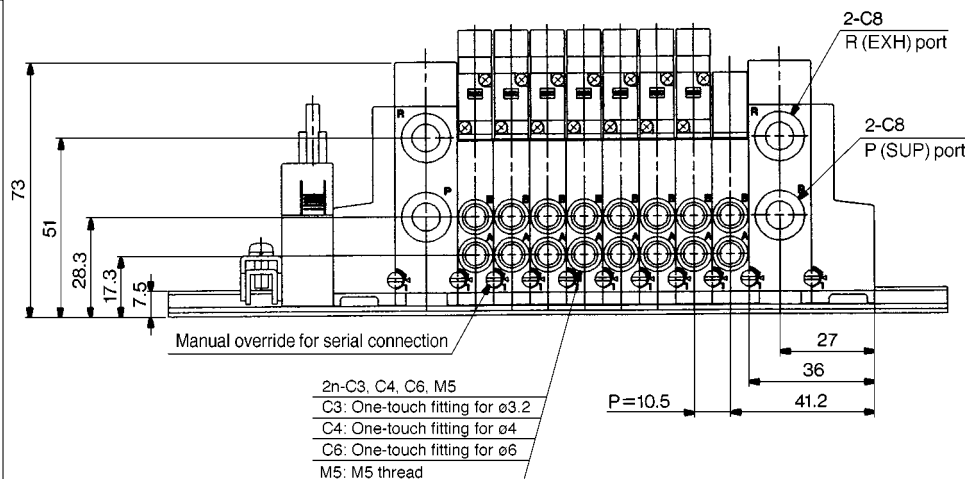 2-C8
R (EXH) port
2-C8
P (SUP) port
R
R
P
B B B B B B B B
A A A A A A A A
73
51
28.3
17.3
7.5
Manual override for serial connection
27
36
P=10.5
41.2
2n-C3, C4, C6, M5
C3: One-touch fitting for ø3.2
C4: One-touch fitting for ø4
C6: One-touch fitting for ø6
M5: M5 thread